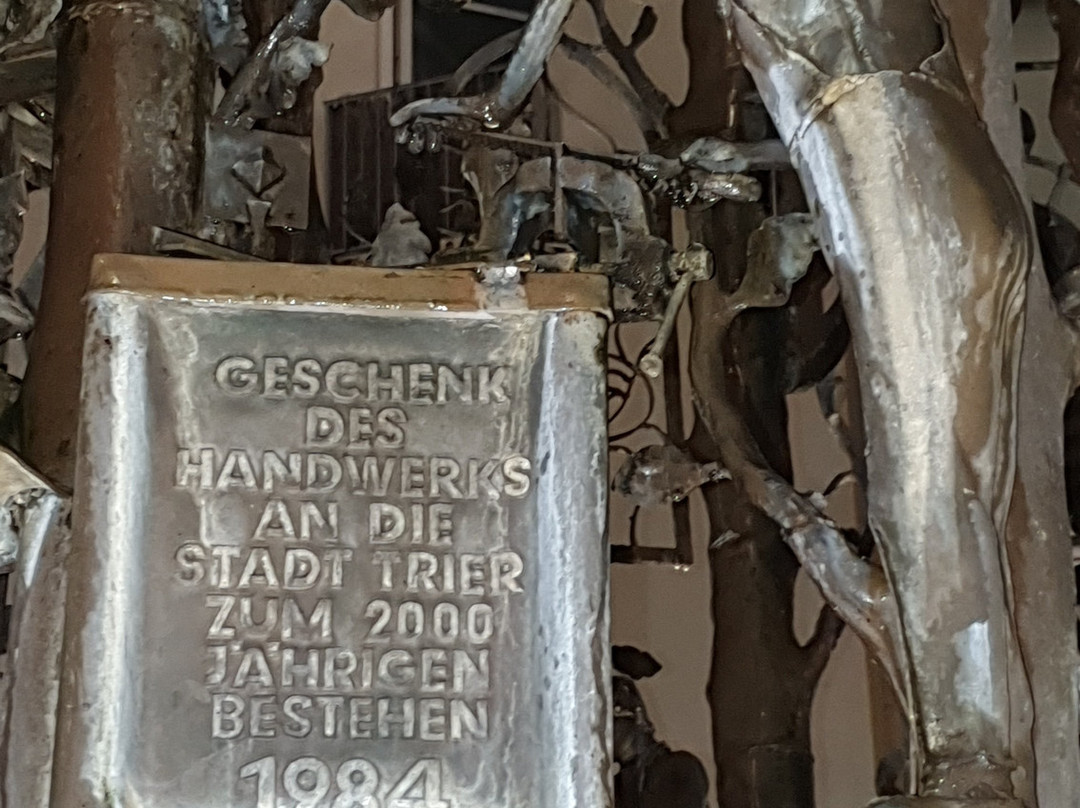 GESCHENK
DES
HANDWERKS
AN DIE
STADT TRIER
ZUM 2000
JÄHRIGEN
BESTEHEN
1984